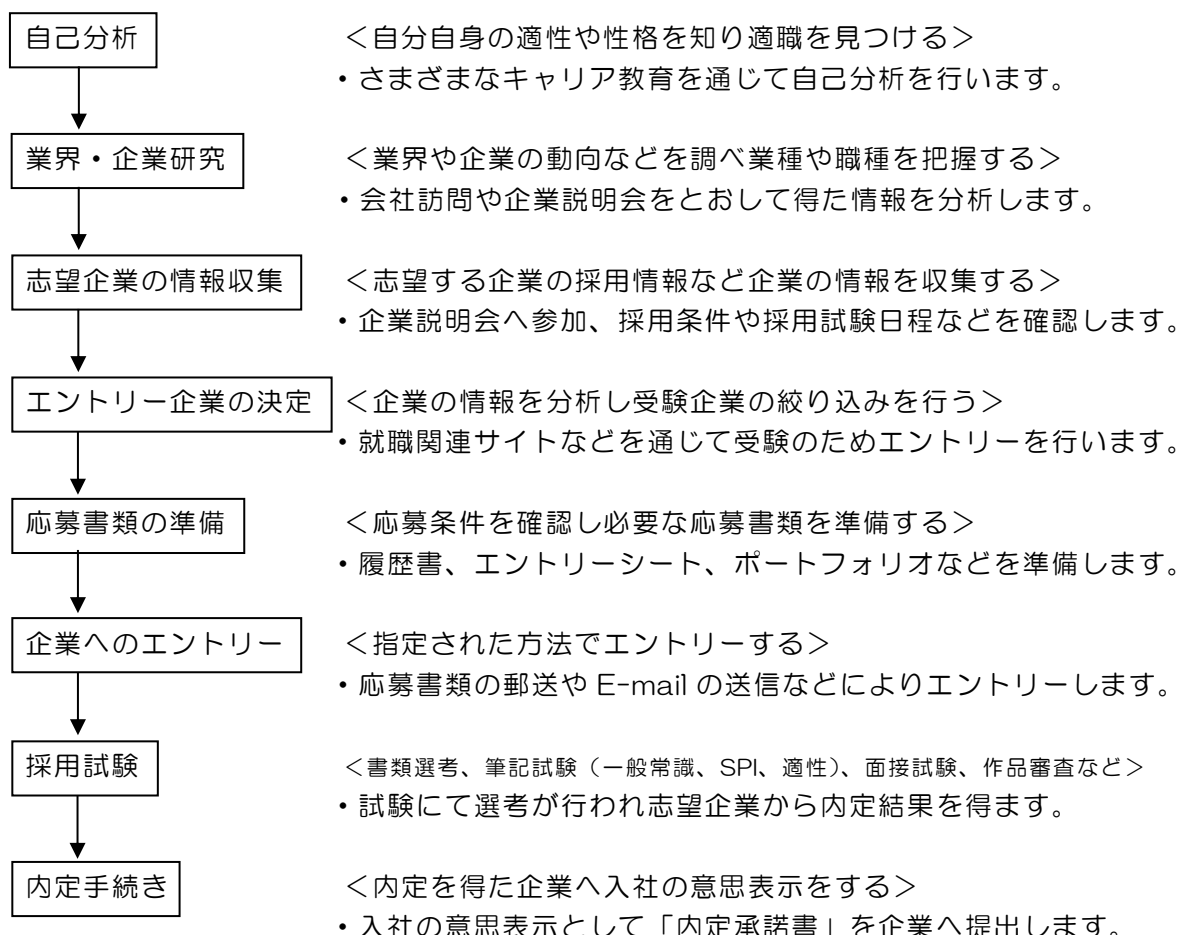 自己分析 <自分自身の適性や性格を知り適職を見つける>
・さまざまなキャリア教育を通じて自己分析を行います。
業界・企業研究 <業界や企業の動向などを調べ業種や職種を把握する>
・会社訪問や企業説明会をとおして得た情報を分析します。
志望企業の情報収集 <志望する企業の採用情報など企業の情報を収集する>
・企業説明会へ参加、採用条件や採用試験日程などを確認します。
エントリー企業の決定 <企業の情報を分析し受験企業の絞り込みを行う>
・就職関連サイトなどを通じて受験のためエントリーを行います。
応募書類の準備 <応募条件を確認し必要な応募書類を準備する>
・履歴書、エントリーシート、ポートフォリオなどを準備します。
企業へのエントリー <指定された方法でエントリーする>
・応募書類の郵送や E-mail の送信などによりエントリーします。
採用試験 <書類選考、筆記試験（一般常識、SPI、適性）、面接試験、作品審査など>
・試験にて選考が行われ志望企業から内定結果を得ます。
内定手続き <内定を得た企業へ入社の意思表示をする>
・入社の意思表示として「内定承諾書」を企業へ提出します。